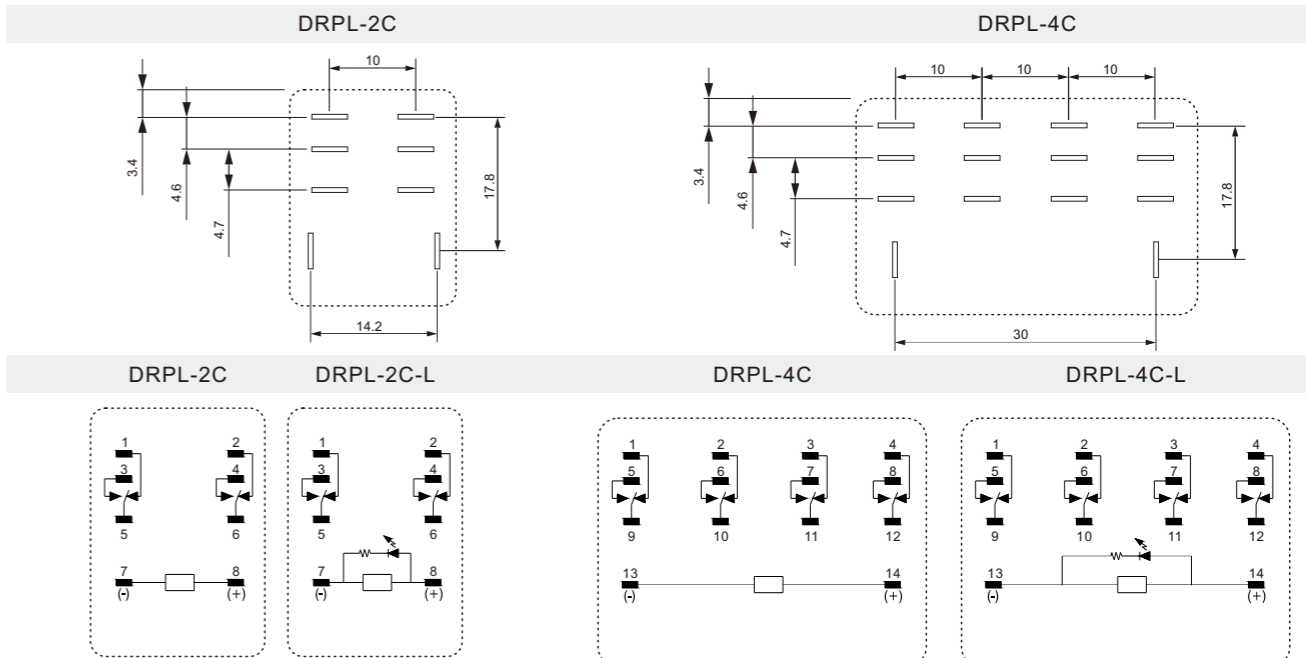 DRPL-2C DRPL-4C
10 10 10 10
3.4 4.6 4.7 17.8 3.4 4.6 4.7 17.8
14.2 30
DRPL-2C DRPL-2C-L DRPL-4C DRPL-4C-L
1 2 1 2 1 2 3 4 1 2 3 4
3 4 3 4 5 6 7 8 5 6 7 8
5 6 5 6 9 10 11 12 9 10 11 12
7 8 7 8 13 14 13 14
(-) (+) (-) (+) (-) (+) (-) (+)